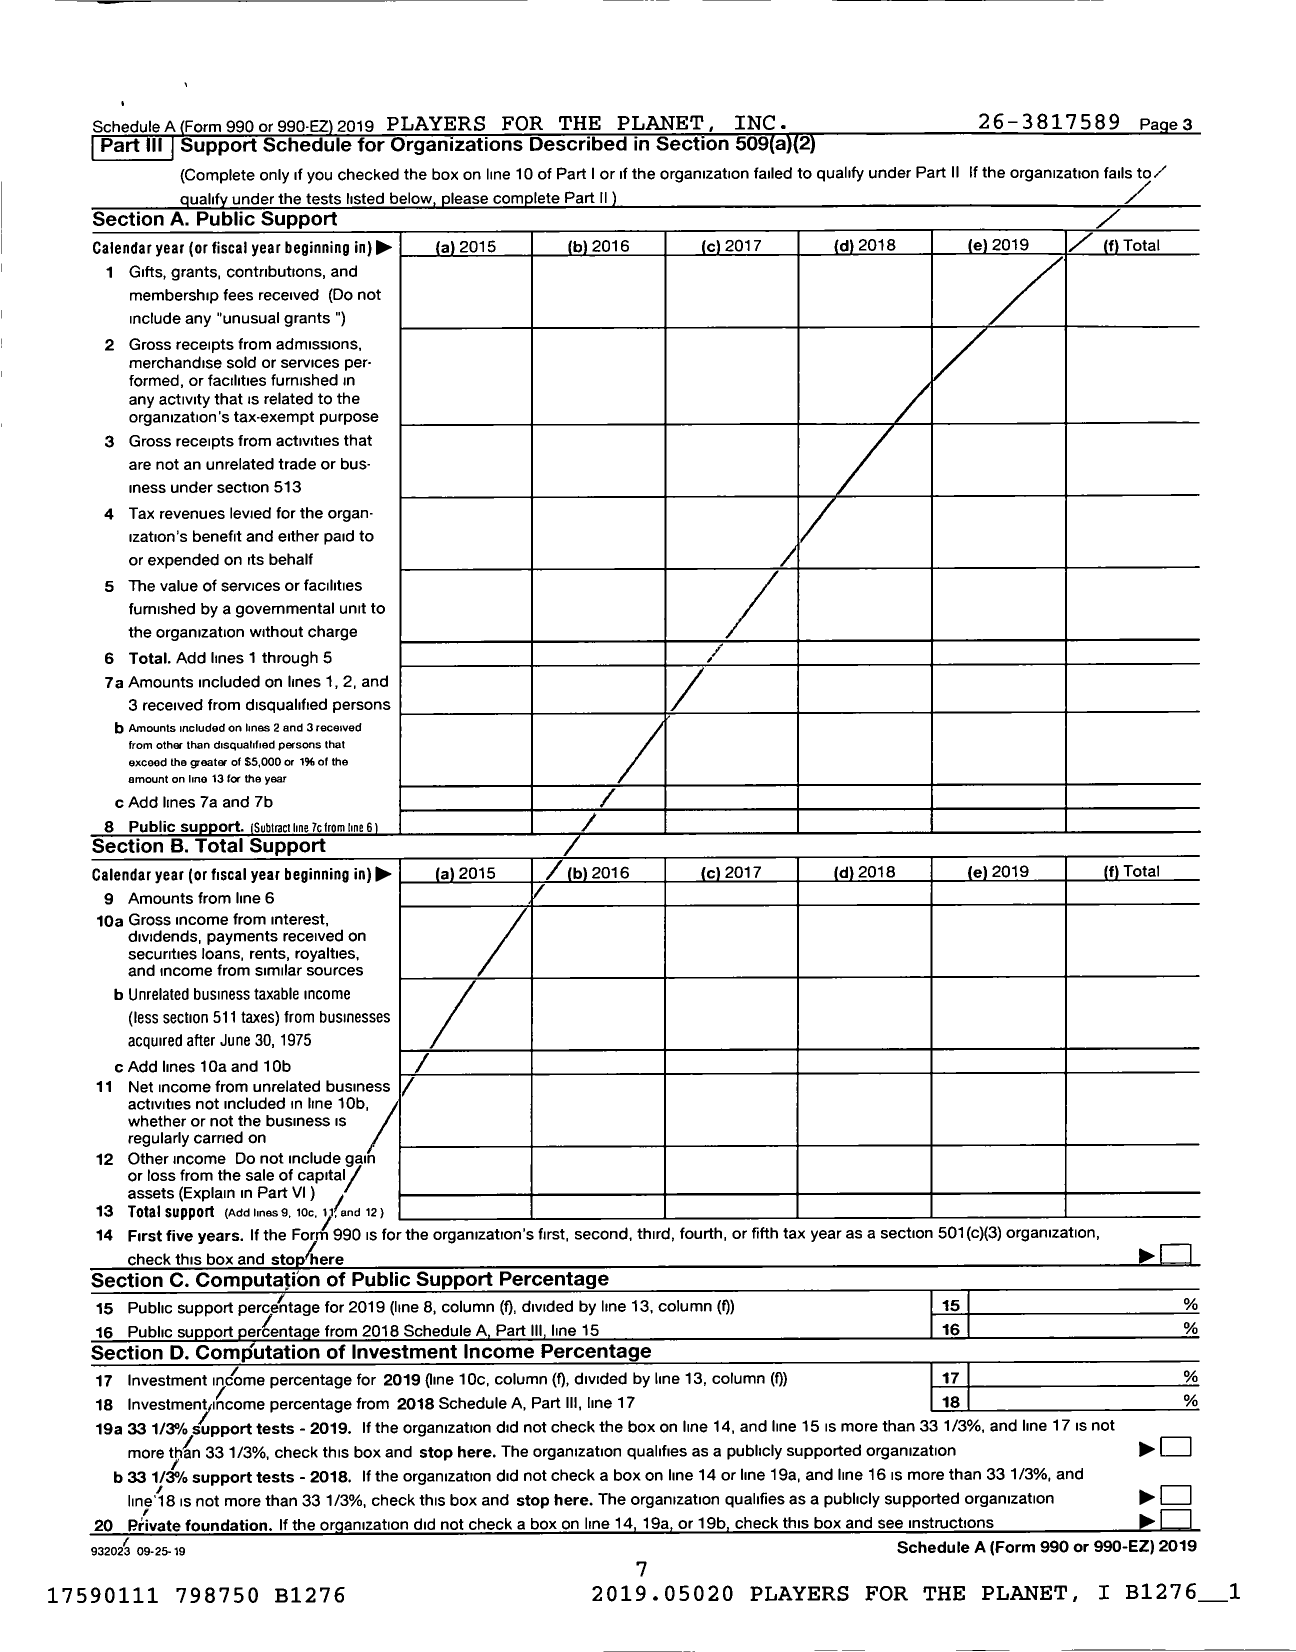 Schedule A (Form 990 or 990-EZ) 2019 PLAYERS FOR THE PLANET, INC. 26-3817589 Page 3
Part III Support Schedule for Organizations Described in Section 509(a)(2)
(Complete only if you checked the box on line 10 of Part I or if the organization failed to qualify under Part II If the organization fails to
qualify under the tests listed below, please complete Part II )
Section A. Public Support
Calendar year (or fiscal year beginning in) ▶ (a) 2015 (b) 2016 (c) 2017 (d) 2018 (e) 2019 (f) Total
1 Gifts, grants, contributions, and
membership fees received (Do not
include any "unusual grants ")
2 Gross receipts from admissions,
merchandise sold or services per-
formed, or facilities furnished in
any activity that is related to the
organization's tax-exempt purpose
3 Gross receipts from activities that
are not an unrelated trade or bus-
iness under section 513
4 Tax revenues levied for the organ-
ization's benefit and either paid to
or expended on its behalf
5 The value of services or facilities
furnished by a governmental unit to
the organization without charge
6 Total. Add lines 1 through 5
7a Amounts included on lines 1, 2, and
3 received from disqualified persons
b Amounts included on lines 2 and 3 received
from other than disqualified persons that
exceed the greater of $5,000 or 1% of the
amount on line 13 for the year
c Add lines 7a and 7b
8 Public support. (Subtract line 7c from line 6 )
Section B. Total Support
Calendar year (or fiscal year beginning in) ▶ (a) 2015 (b) 2016 (c) 2017 (d) 2018 (e) 2019 (f) Total
9 Amounts from line 6
10a Gross income from interest,
dividends, payments received on
securities loans, rents, royalties,
and income from similar sources
b Unrelated business taxable income
(less section 511 taxes) from businesses
acquired after June 30, 1975
c Add lines 10a and 10b
11 Net income from unrelated business
activities not included in line 10b,
whether or not the business is
regularly carried on
12 Other income Do not include gain
or loss from the sale of capital
assets (Explain in Part VI )
13 Total support (Add lines 9, 10c, 11, and 12 )
14 First five years. If the Form 990 is for the organization's first, second, third, fourth, or fifth tax year as a section 501(c)(3) organization,
check this box and stop here ▶
Section C. Computation of Public Support Percentage
15 Public support percentage for 2019 (line 8, column (f), divided by line 13, column (f)) 15 %
16 Public support percentage from 2018 Schedule A, Part III, line 15 16 %
Section D. Computation of Investment Income Percentage
17 Investment income percentage for 2019 (line 10c, column (f), divided by line 13, column (f)) 17 %
18 Investment income percentage from 2018 Schedule A, Part III, line 17 18 %
19a 33 1/3% support tests - 2019. If the organization did not check the box on line 14, and line 15 is more than 33 1/3%, and line 17 is not
more than 33 1/3%, check this box and stop here. The organization qualifies as a publicly supported organization ▶
b 33 1/3% support tests - 2018. If the organization did not check a box on line 14 or line 19a, and line 16 is more than 33 1/3%, and
line 18 is not more than 33 1/3%, check this box and stop here. The organization qualifies as a publicly supported organization ▶
20 Private foundation. If the organization did not check a box on line 14, 19a, or 19b, check this box and see instructions ▶
932023 09-25-19 Schedule A (Form 990 or 990-EZ) 2019
7
17590111 798750 B1276 2019.05020 PLAYERS FOR THE PLANET, I B1276__1